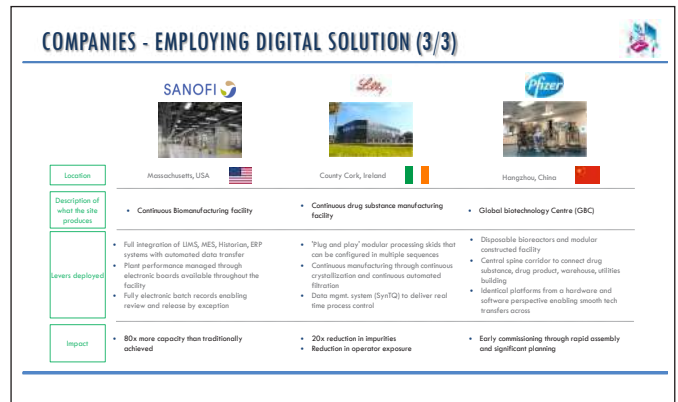 COMPANIES - EMPLOYING DIGITAL SOLUTION (3/3)
SANOFI
Lilly
Pfizer
Location
Massachusetts, USA
County Cork, Ireland
Hangzhou, China
Description of
what the site
produces
• Continuous Biomanufacturing facility
• Continuous drug substance manufacturing
facility
• Global biotechnology Centre (GBC)
Levers deployed
• Full integration of LIMS, MES, Historian, ERP
systems with automated data transfer
• Plant performance managed through
electronic boards available throughout the
facility
• Fully electronic batch records enabling
review and release by exception
• 'Plug and play' modular processing skids that
can be configured in multiple sequences
• Continuous manufacturing through continuous
crystallization and continuous automated
filtration
• Data mgmt. system (SynTQ) to deliver real
time process control
• Disposable bioreactors and modular
constructed facility
• Central spine corridor to connect drug
substance, drug product, warehouse, utilities
building
• Identical platforms from a hardware and
software perspective enabling smooth tech
transfers across
Impact
• 80x more capacity than traditionally
achieved
• 20x reduction in impurities
• Reduction in operator exposure
• Early commissioning through rapid assembly
and significant planning